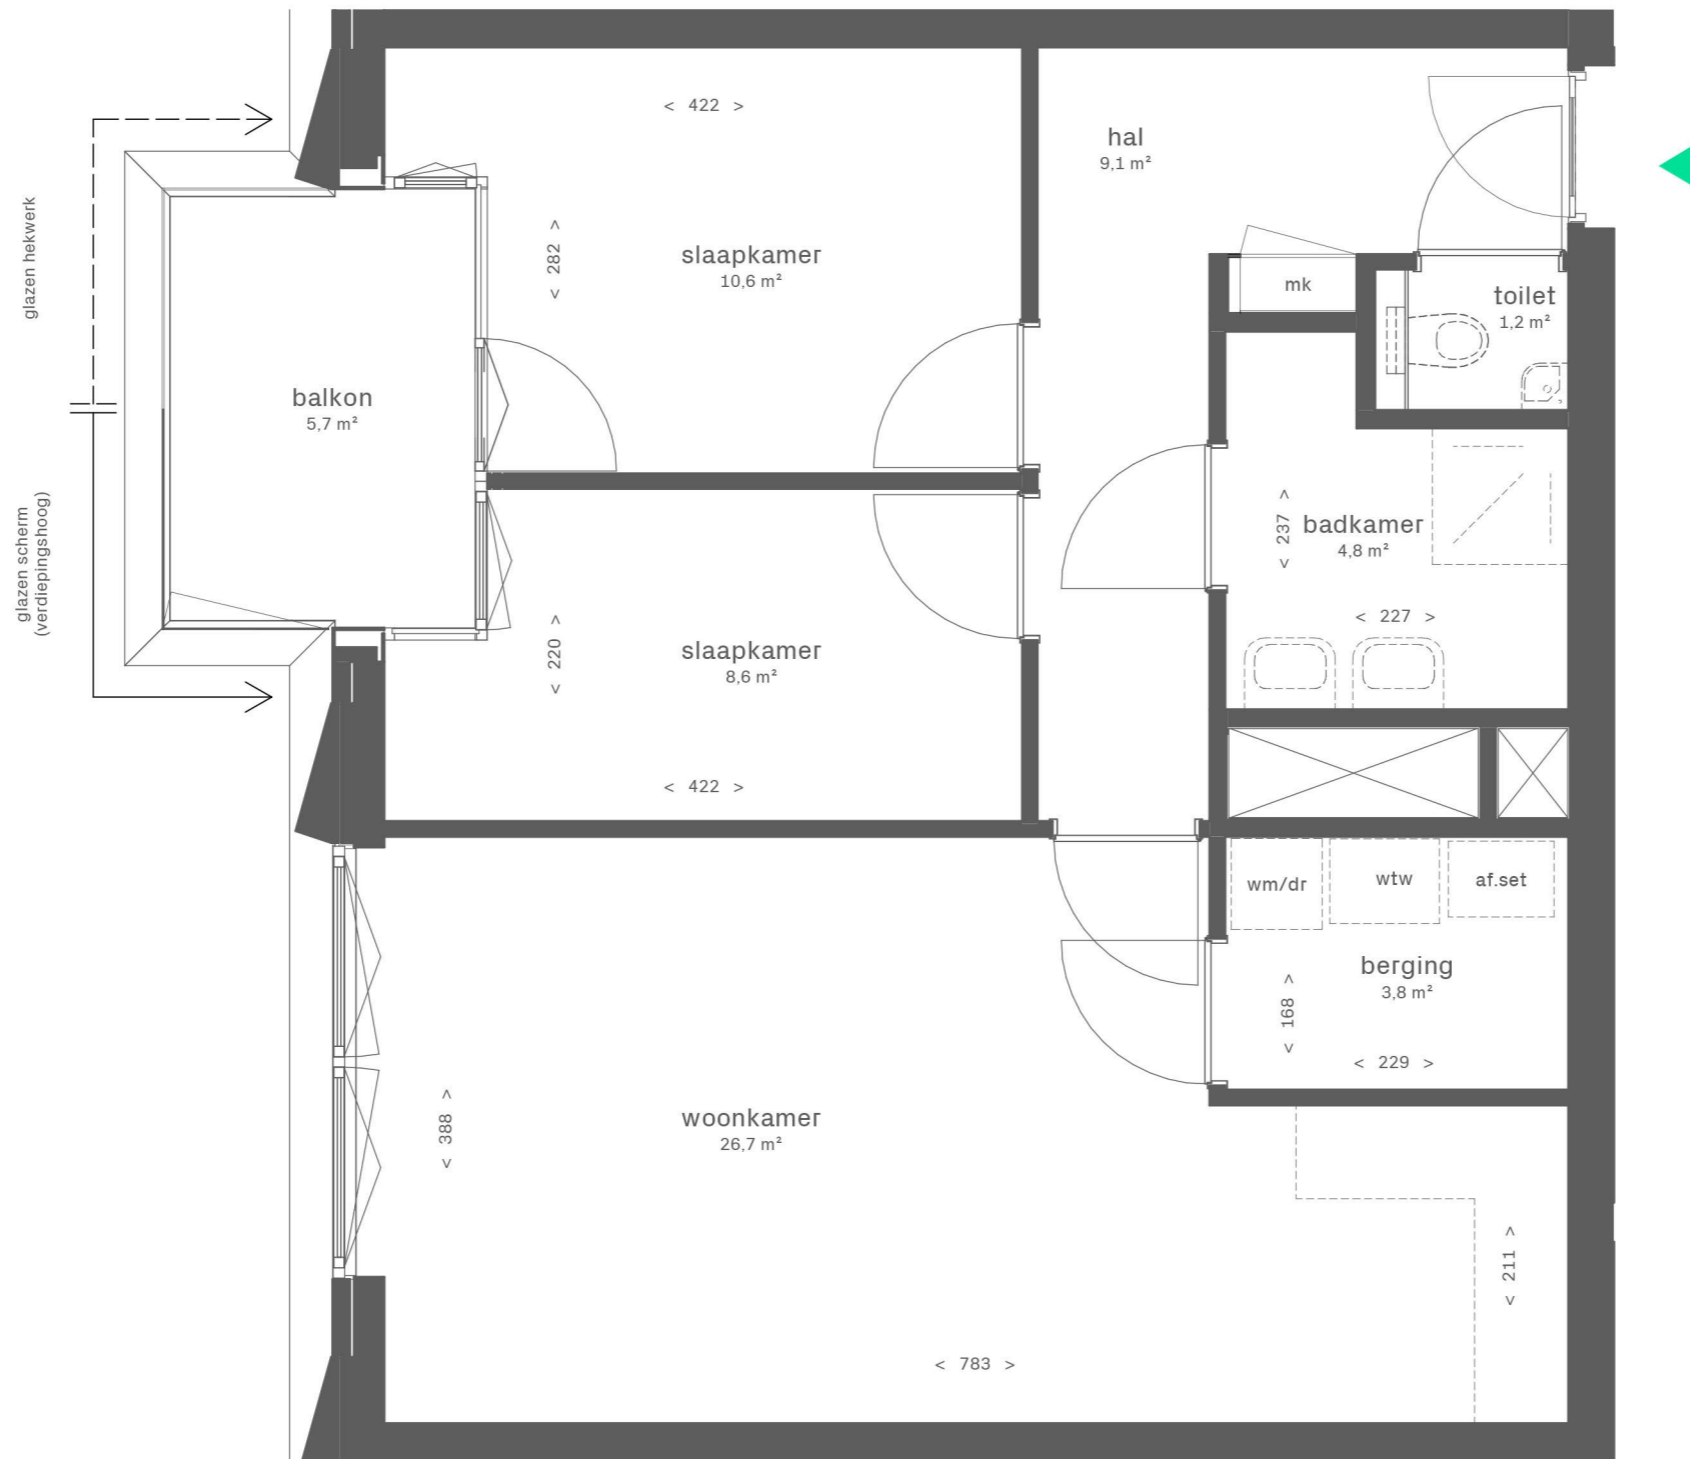 < 422 >
hal
9,1 m²
glazen hekwerk
< 282 >
slaapkamer
10,6 m²
mk
toilet
1,2 m²
balkon
5,7 m²
glazen scherm
(verdiepingshoog)
< 237 >
badkamer
4,8 m²
< 227 >
< 220 >
slaapkamer
8,6 m²
< 422 >
wm/dr
wtw
af.set
berging
3,8 m²
< 168 >
< 229 >
< 388 >
woonkamer
26,7 m²
< 211 >
< 783 >